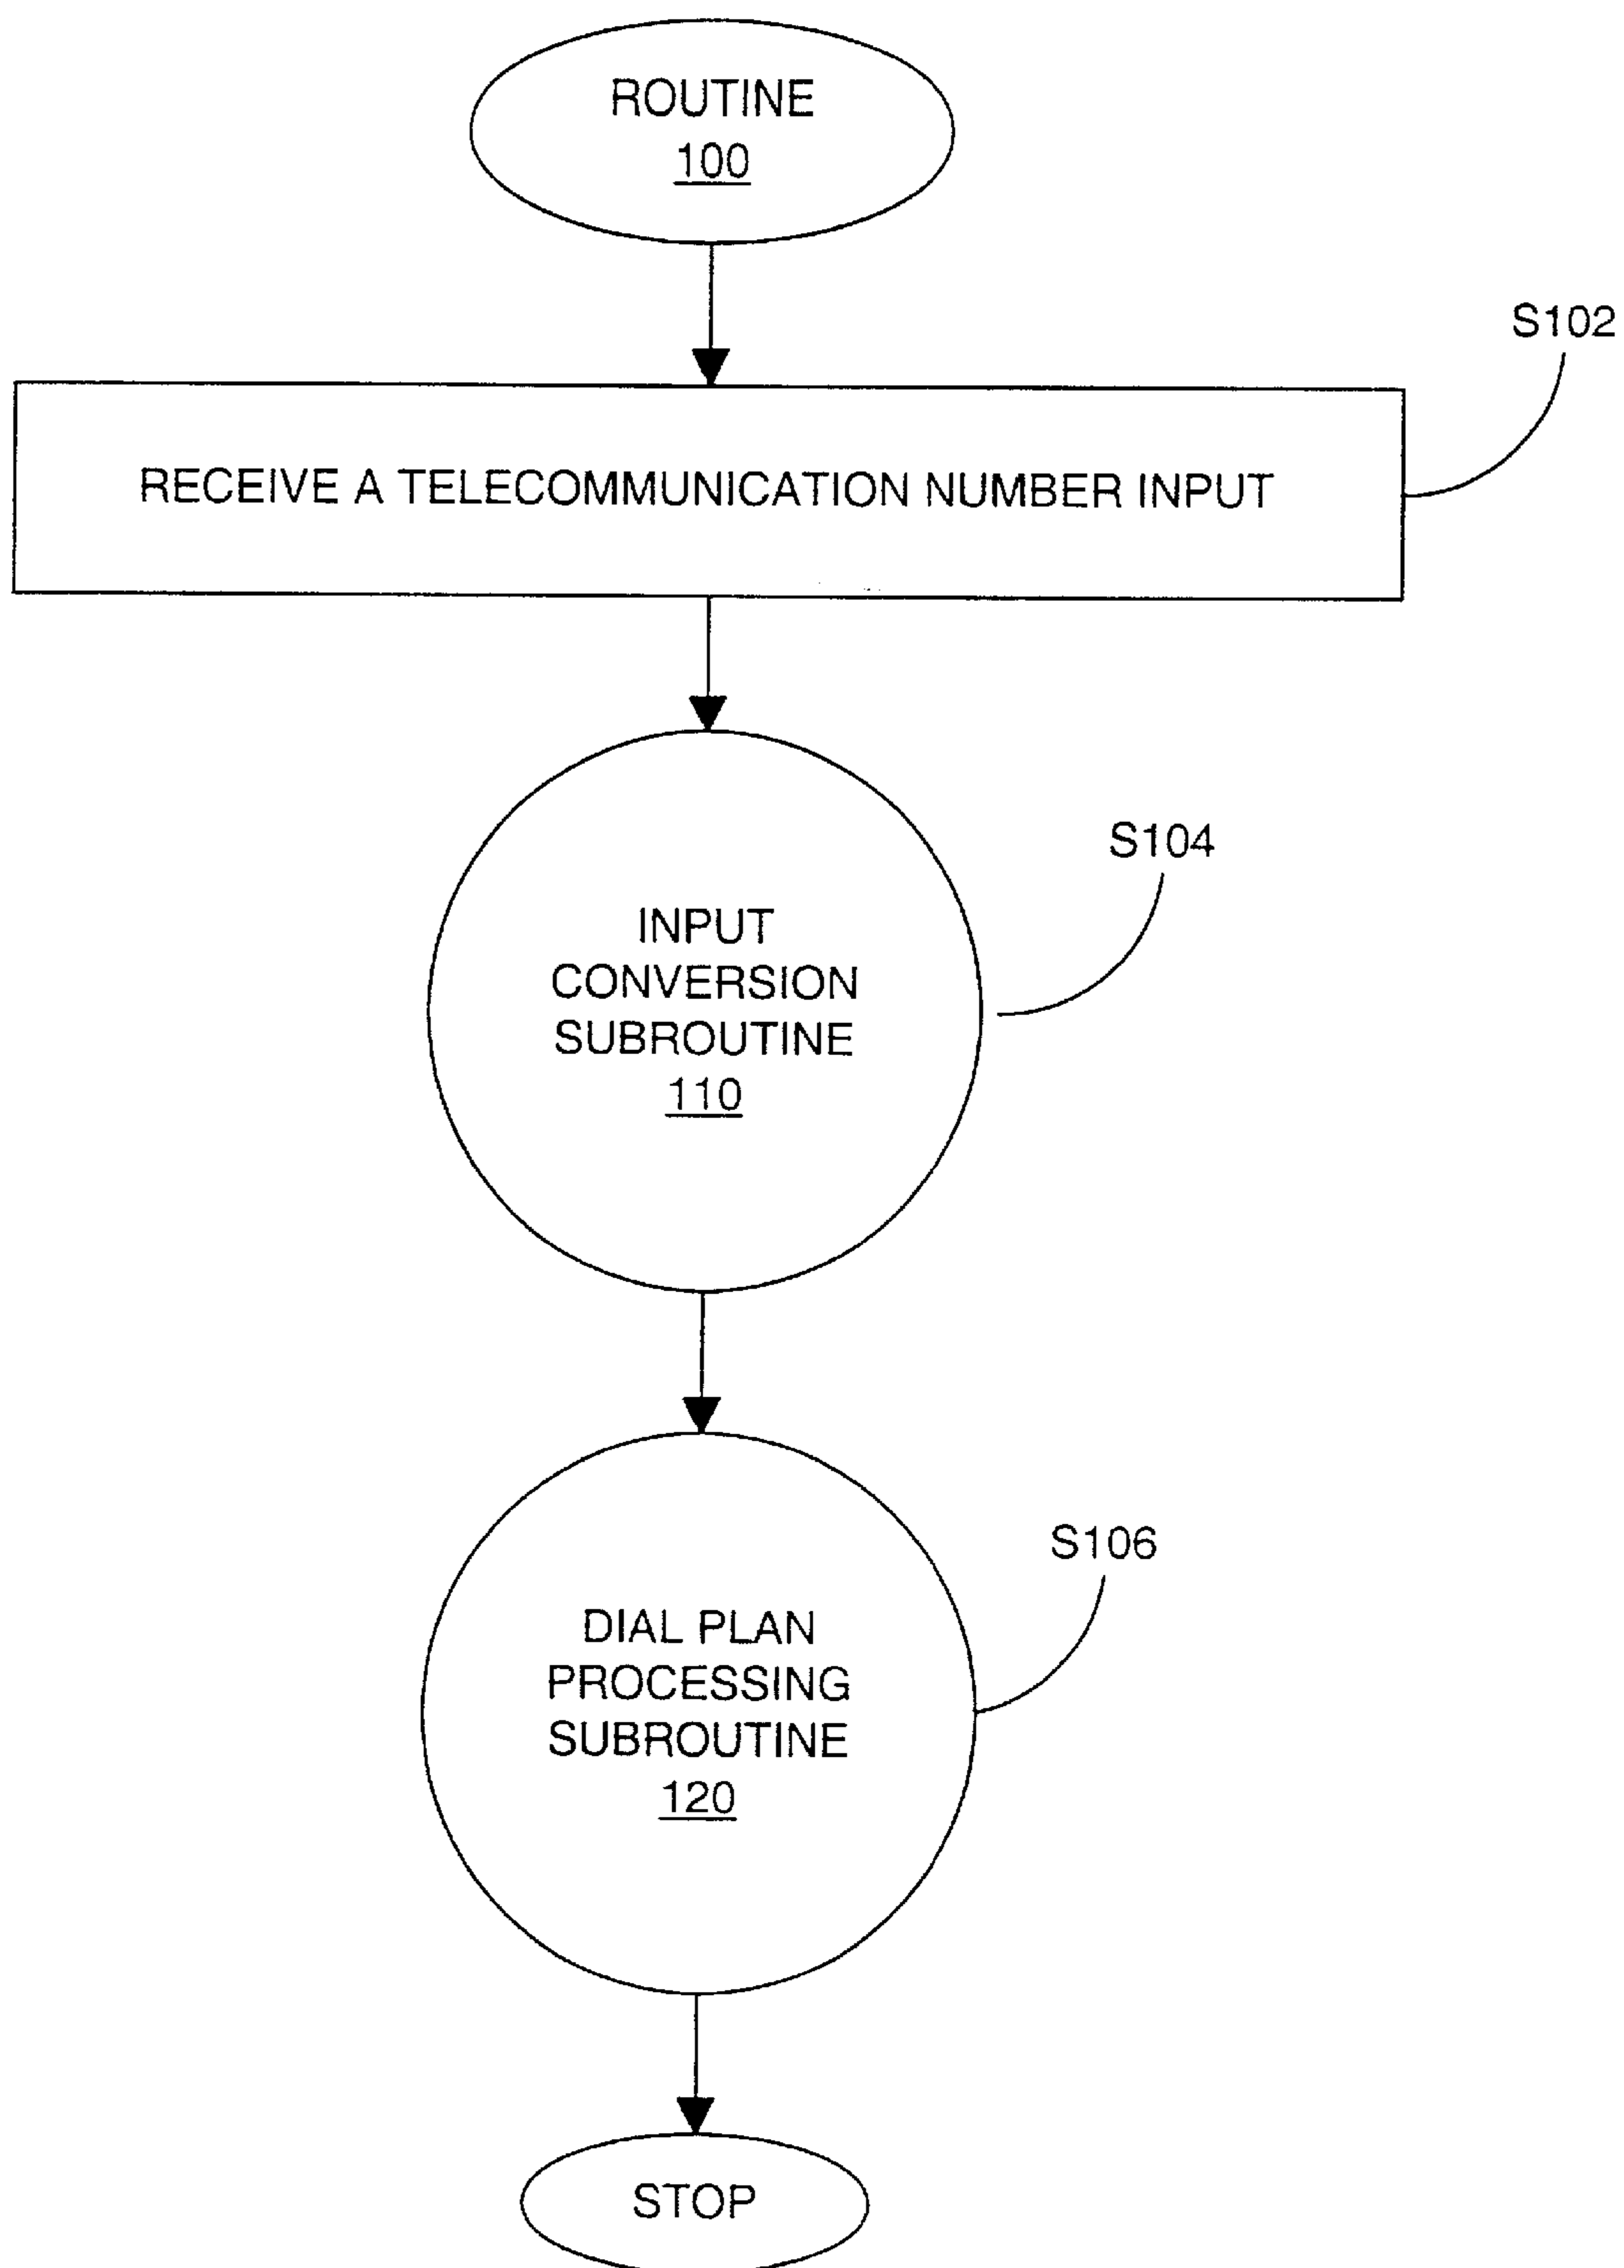 ROUTINE
100
S102
RECEIVE A TELECOMMUNICATION NUMBER INPUT
S104
INPUT
CONVERSION
SUBROUTINE
110
S106
DIAL PLAN
PROCESSING
SUBROUTINE
120
STOP